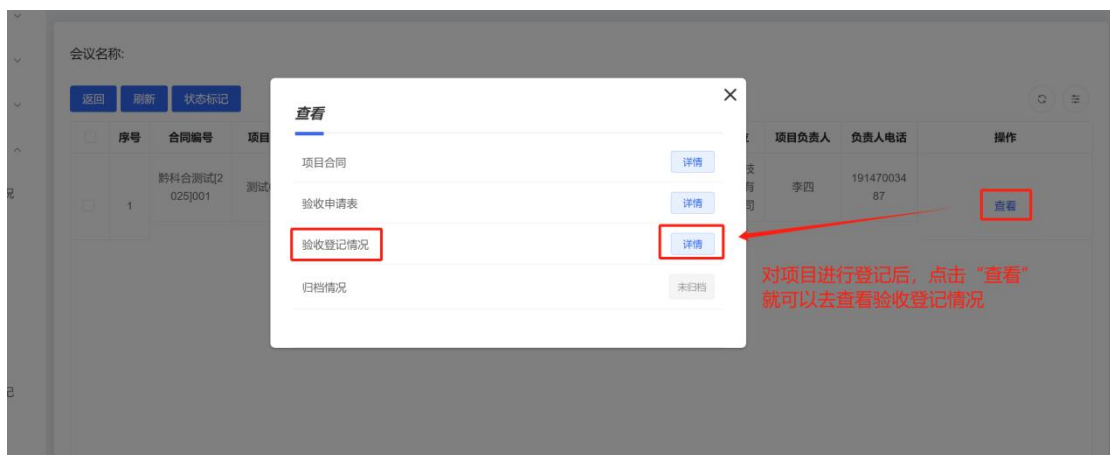 会议名称:
返回 刷新 状态标记
查看
序号 合同编号 项目 项目负责人 负责人电话 操作
项目合同 详情
黔科合测试[2
025]001
测试
李四
191470034
87
1
查看
验收申请表 详情
验收登记情况 详情
归档情况 未归档
对项目进行登记后，点击“查看”
就可以去查看验收登记情况